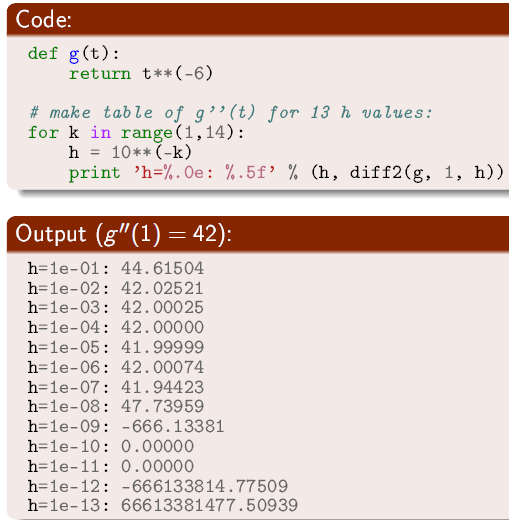 Code:
def g(t):
    return t**(-6)
# make table of g''(t) for 13 h values:
for k in range(1,14):
    h = 10**(-k)
    print 'h=%.0e: %.5f' % (h, diff2(g, 1, h))
Output (g″(1) = 42):
h=1e-01: 44.61504
h=1e-02: 42.02521
h=1e-03: 42.00025
h=1e-04: 42.00000
h=1e-05: 41.99999
h=1e-06: 42.00074
h=1e-07: 41.94423
h=1e-08: 47.73959
h=1e-09: -666.13381
h=1e-10: 0.00000
h=1e-11: 0.00000
h=1e-12: -666133814.77509
h=1e-13: 66613381477.50939